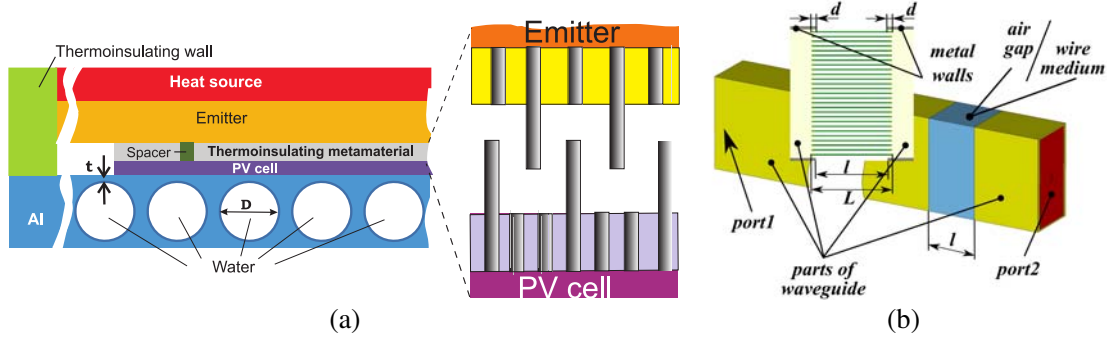 Thermoinsulating wall
Heat source
Emitter
Spacer
Thermoinsulating metamaterial
PV cell
t
Al
D
Water
Emitter
PV cell
(a)
d
d
metal
walls
air
gap
wire
medium
l
L
port1
l
port2
parts of
waveguide
(b)